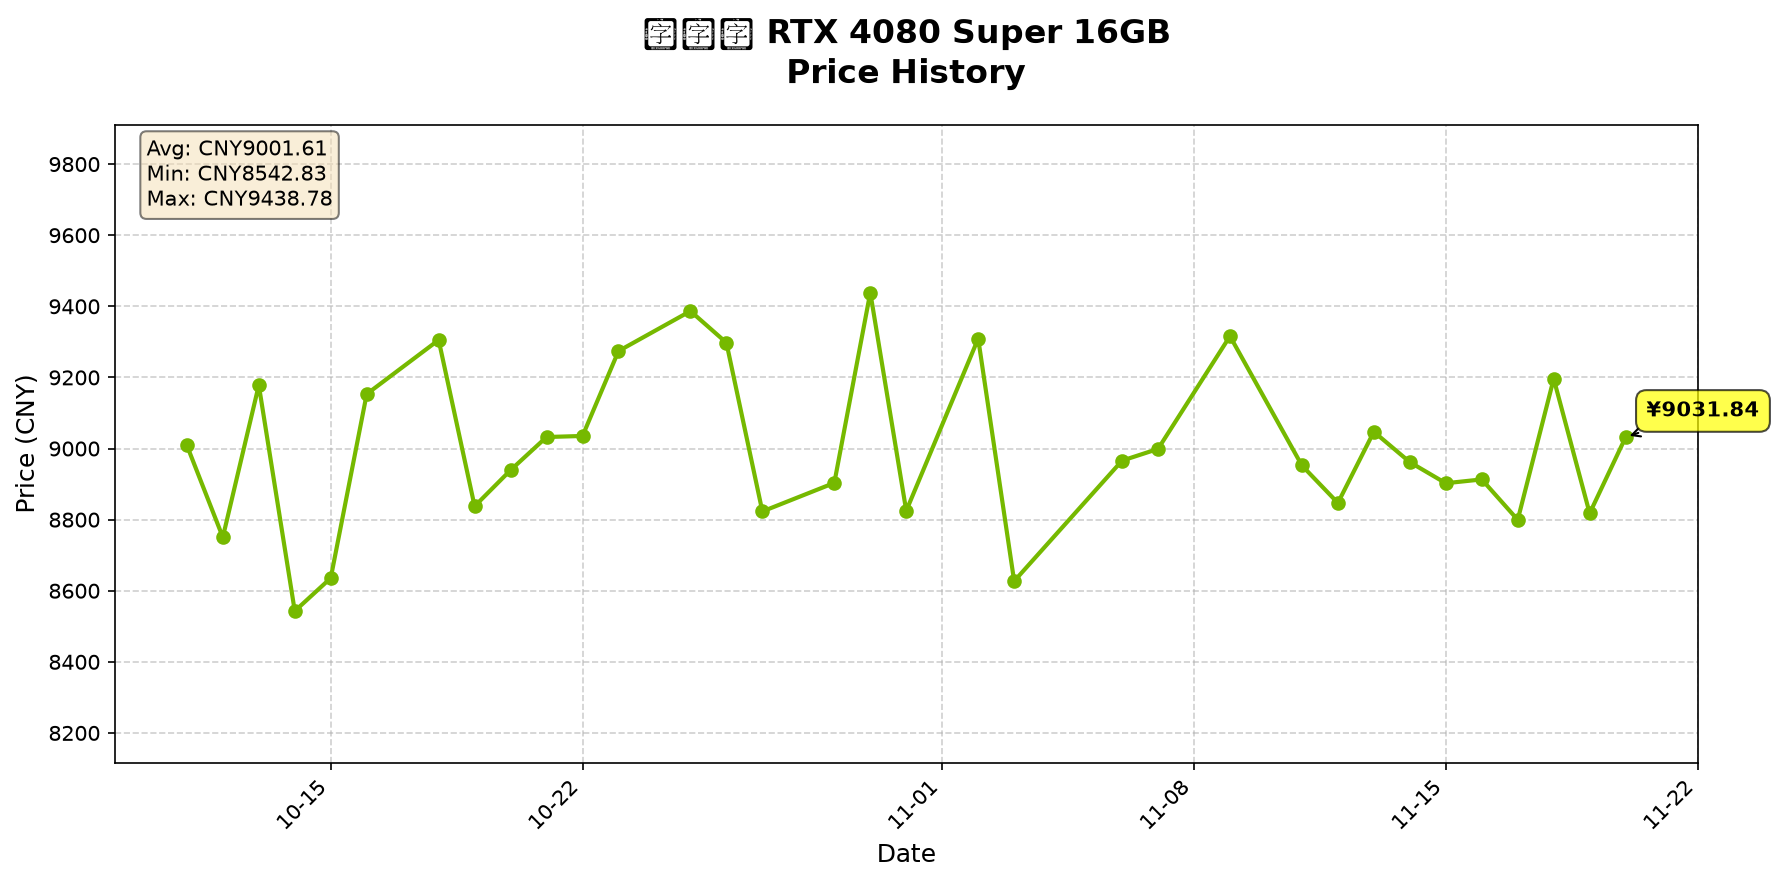 RTX 4080 Super 16GB
Price History
Avg: CNY9001.61
Min: CNY8542.83
Max: CNY9438.78
9800
9600
9400
9200
9000
8800
8600
8400
8200
Price (CNY)
¥9031.84
10-15
10-22
11-01
11-08
11-15
11-22
Date